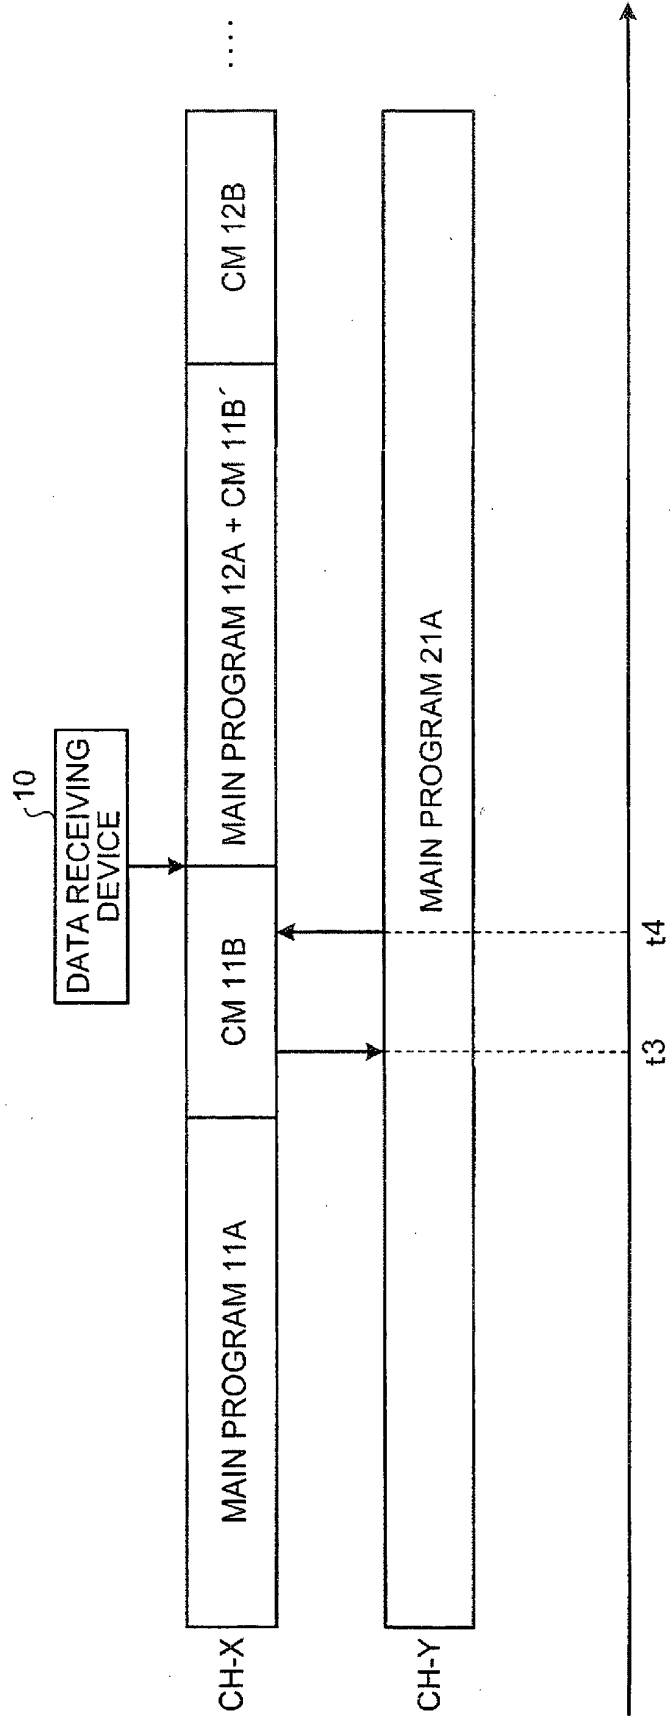 10
DATA RECEIVING
DEVICE
CH-X
MAIN PROGRAM 11A
CM 11B
MAIN PROGRAM 12A + CM 11B´
CM 12B
....
CH-Y
MAIN PROGRAM 21A
t3
t4